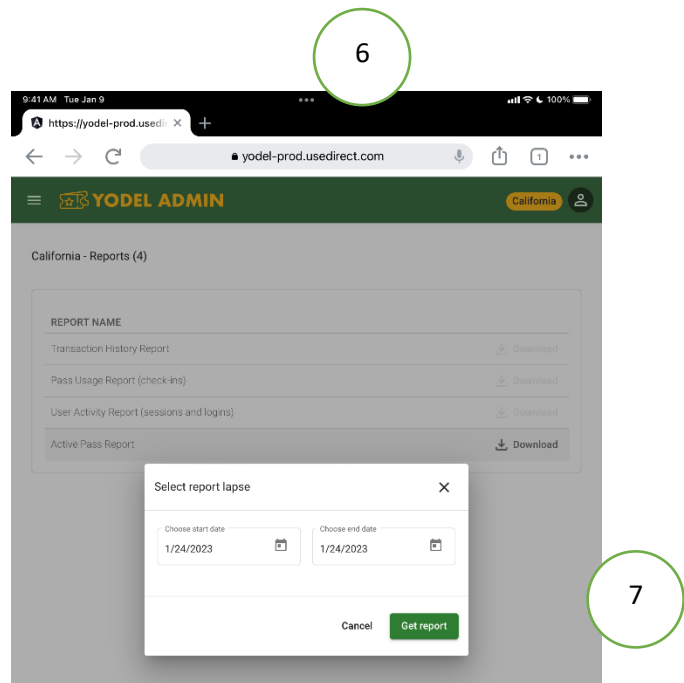 6
9:41 AM Tue Jan 9 100%
https://yodel-prod.usedir
yodel-prod.usedirect.com 1
YODEL ADMIN California
California - Reports (4)
REPORT NAME
Transaction History Report Download
Pass Usage Report (check-ins) Download
User Activity Report (sessions and logins) Download
Active Pass Report Download
Select report lapse
Choose start date Choose end date
1/24/2023 1/24/2023
Cancel Get report
7